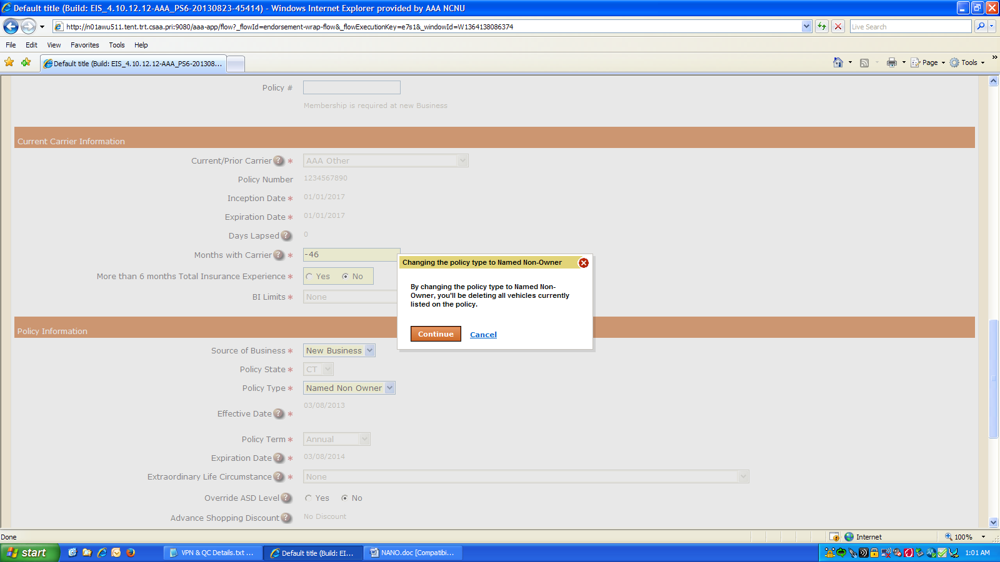 Default title (Build: EIS_4.10.12.12-AAA_PS6-20130823-45414) - Windows Internet Explorer provided by AAA NCNU
http://n01awu511.tent.trt.csaa.pri:9080/aaa-app/flow?_flowId=endorsement-wrap-flow&_flowExecutionKey=e7s1&_windowId=W1364138086374
Live Search
File Edit View Favorites Tools Help
Default title (Build: EIS_4.10.12.12-AAA_PS6-201308...
Page Tools »
Policy #
Membership is required at new Business
Current Carrier Information
Current/Prior Carrier ? * AAA Other
Policy Number 1234567890
Inception Date * 01/01/2017
Expiration Date * 01/01/2017
Days Lapsed ? 0
Months with Carrier ? * -46
More than 6 months Total Insurance Experience * Yes No
BI Limits * None
Changing the policy type to Named Non-Owner
By changing the policy type to Named Non-
Owner, you'll be deleting all vehicles currently
listed on the policy.
Continue Cancel
Policy Information
Source of Business * New Business
Policy State * CT
Policy Type * Named Non Owner
Effective Date ? * 03/08/2013
Policy Term * Annual
Expiration Date ? * 03/08/2014
Extraordinary Life Circumstance ? * None
Override ASD Level ? Yes No
Advance Shopping Discount ? No Discount
Done Internet 100%
start VPN & QC Details.txt ... Default title (Build: EI... NANO.doc [Compatibi... 1:01 AM